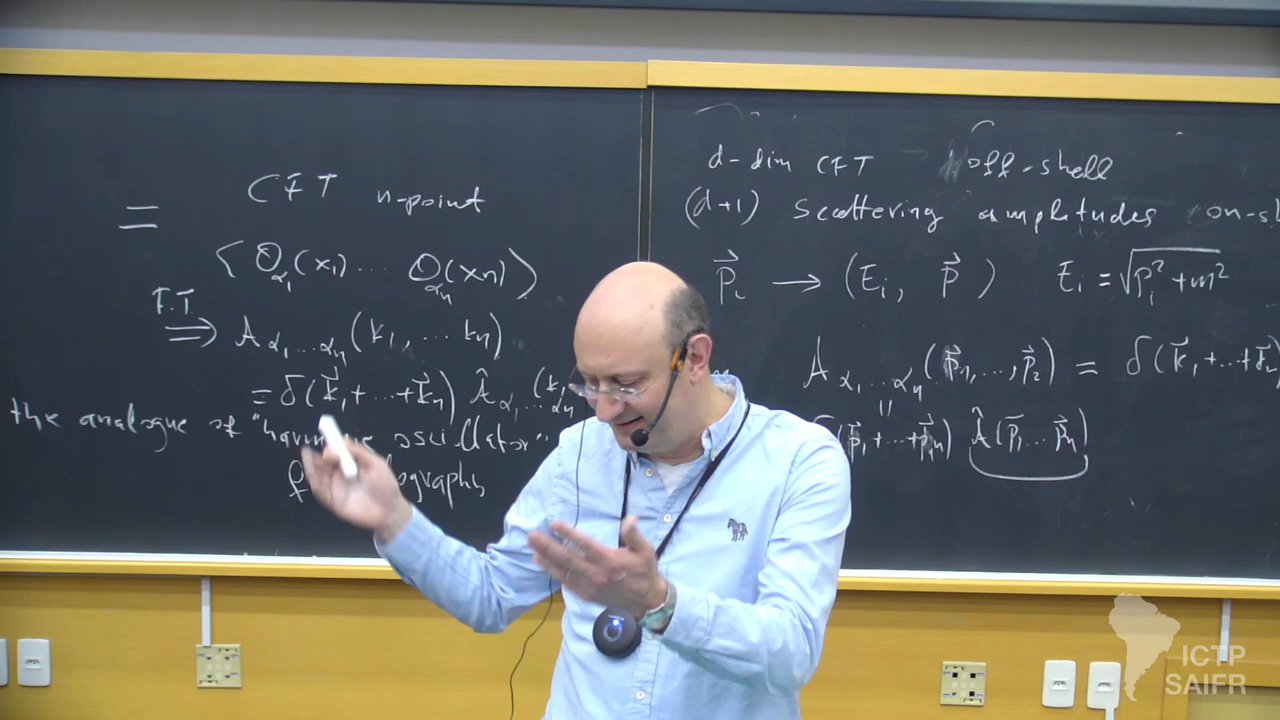 = CFT n-point
⟨O_α₁(x₁) ... O_αₙ(xₙ)⟩
F.T. ⇒ A_α₁...αₙ(k₁, ... kₙ)
= δ(k⃗₁+...+k⃗ₙ) Â_α₁...αₙ(k₁
the analogue of "harmonic oscillator"
d-dim CFT off-shell
(d+1) scattering amplitudes on-sh
p⃗ᵢ → (Eᵢ, p⃗) Eᵢ = √pᵢ²+m²
A_α₁...αₙ(p⃗₁,...,p⃗₂) = δ(k⃗₁+...+k⃗ₙ)
(p⃗₁+...+p⃗ₙ) Â(p⃗₁...p⃗ₙ)
ICTP
SAIFR